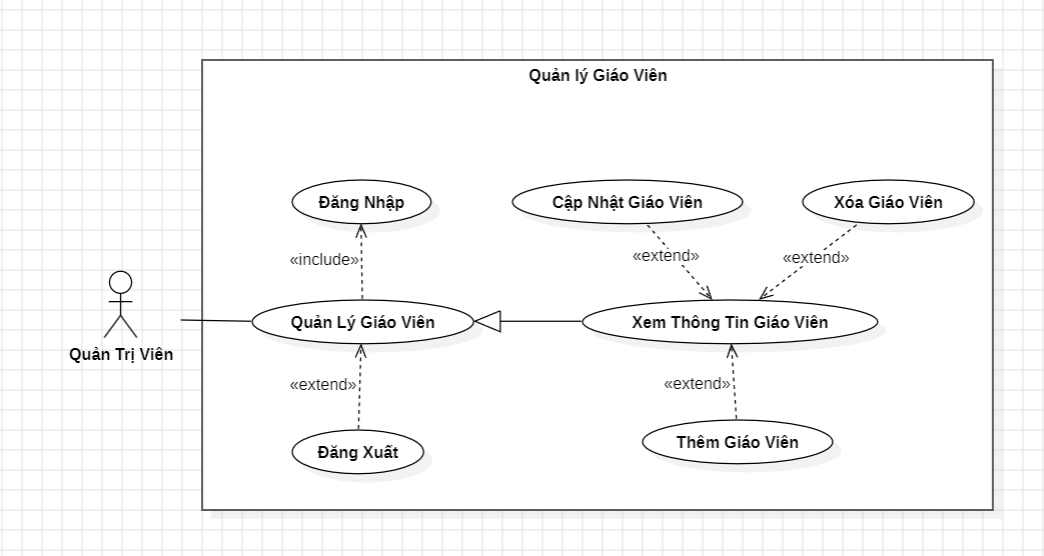 Quản lý Giáo Viên
Đăng Nhập
Cập Nhật Giáo Viên
Xóa Giáo Viên
«include»
«extend»
«extend»
Quản Lý Giáo Viên
Xem Thông Tin Giáo Viên
Quản Trị Viên
«extend»
«extend»
Đăng Xuất
Thêm Giáo Viên